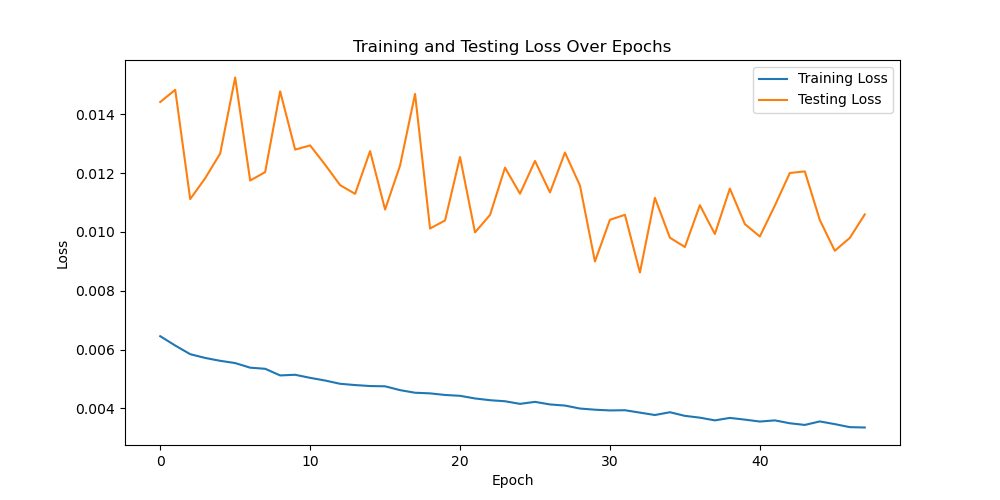 Training and Testing Loss Over Epochs
Training Loss
Testing Loss
0.014
0.012
0.010
0.008
0.006
0.004
Loss
0 10 20 30 40
Epoch